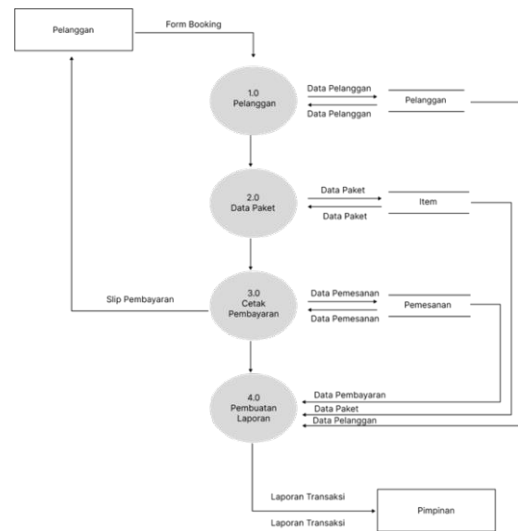 Pelanggan
Form Booking
1.0
Pelanggan
Data Pelanggan
Data Pelanggan
Pelanggan
2.0
Data Paket
Data Paket
Data Paket
Item
Slip Pembayaran
3.0
Cetak
Pembayaran
Data Pemesanan
Data Pemesanan
Pemesanan
4.0
Pembuatan
Laporan
Data Pembayaran
Data Paket
Data Pelanggan
Laporan Transaksi
Laporan Transaksi
Pimpinan